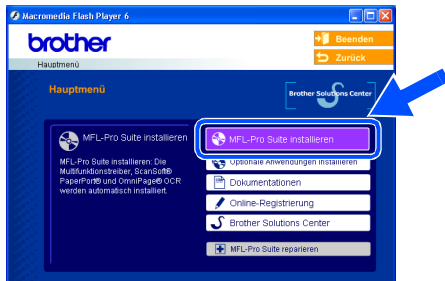 Macromedia Flash Player 6
brother
Beenden
Zurück
Hauptmenü
Hauptmenü
Brother Solutions Center
MFL-Pro Suite installieren
MFL-Pro Suite installieren: Die
Multifunktionstreiber, ScanSoft®
PaperPort® und OmniPage® OCR
werden automatisch installiert.
MFL-Pro Suite installieren
Optionale Anwendungen installieren
Dokumentationen
Online-Registrierung
Brother Solutions Center
MFL-Pro Suite reparieren